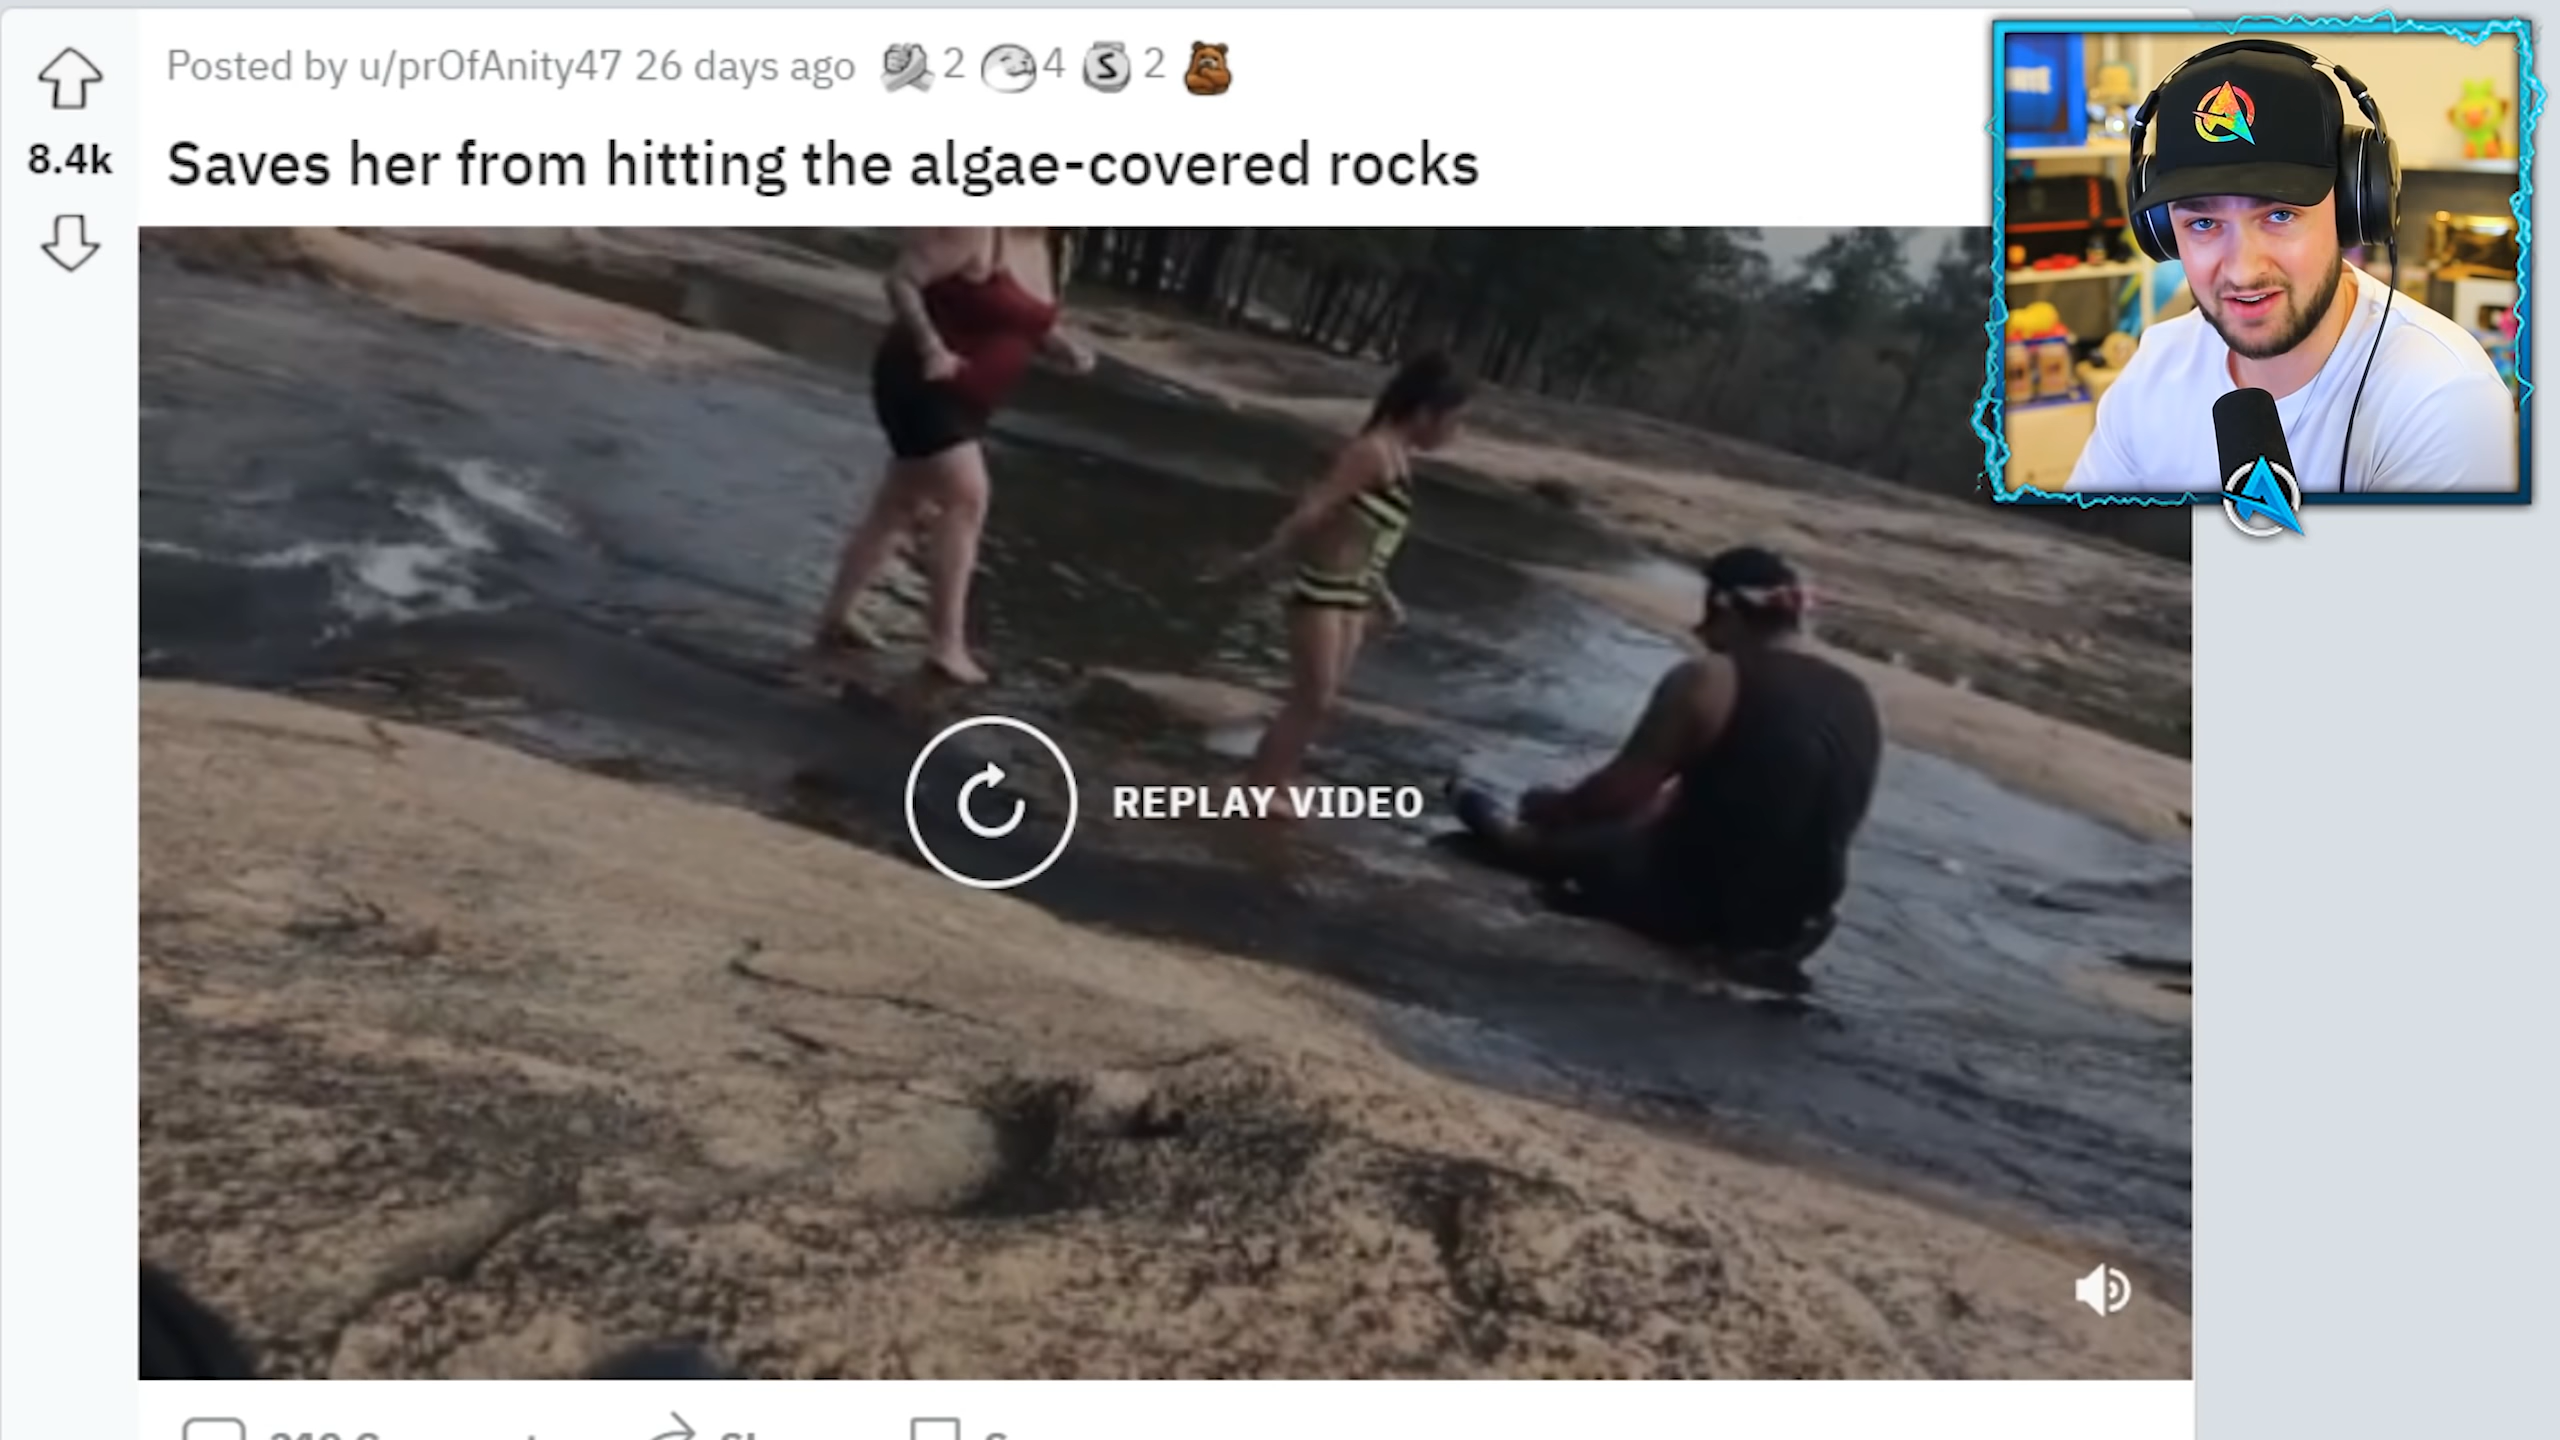 Posted by u/prOfAnity47 26 days ago 2 4 S 2
8.4k
Saves her from hitting the algae-covered rocks
REPLAY VIDEO